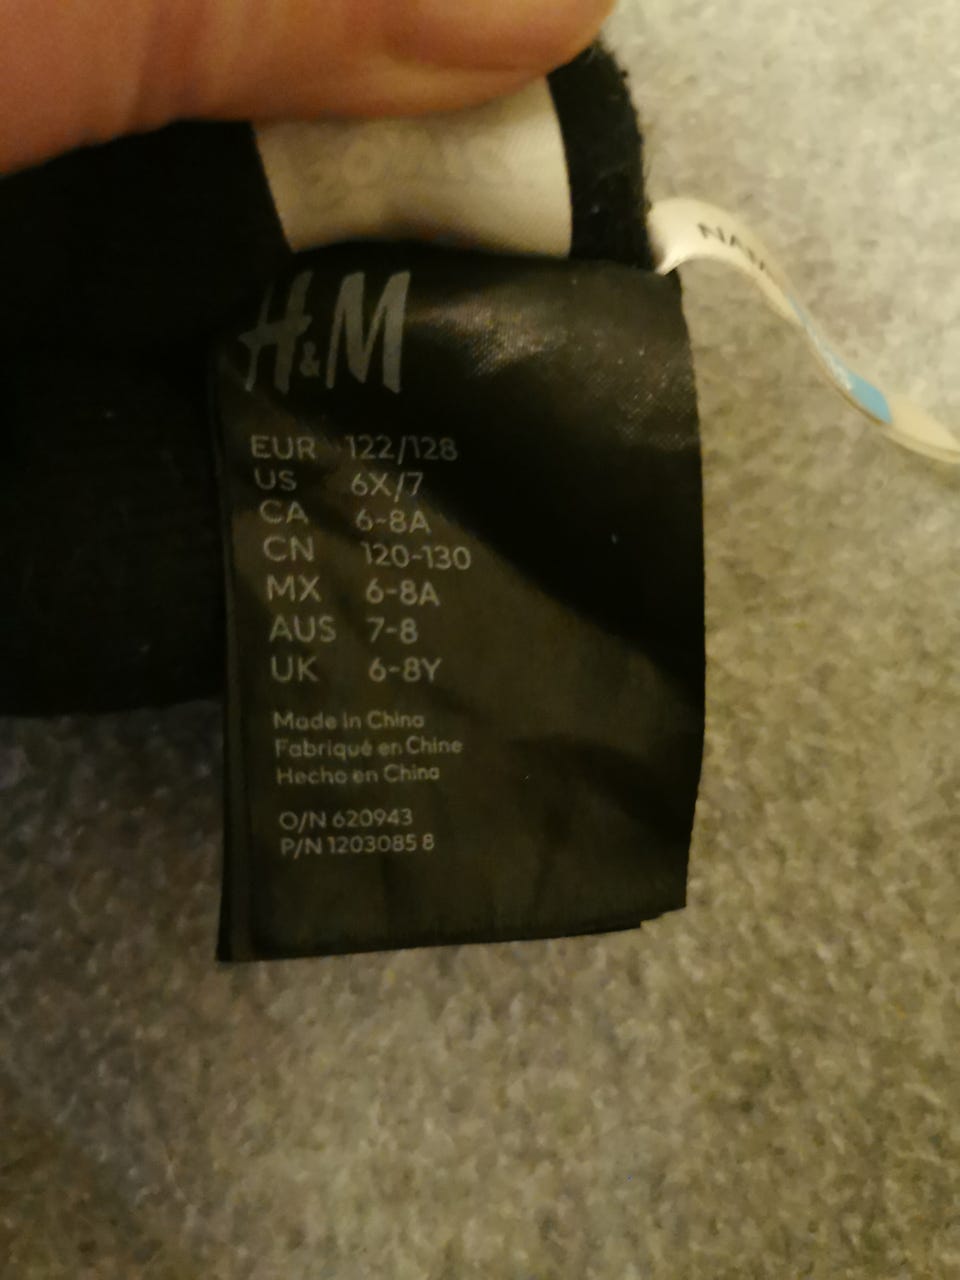 H&M
EUR 122/128
US 6X/7
CA 6-8A
CN 120-130
MX 6-8A
AUS 7-8
UK 6-8Y
Made in China
Fabriqué en Chine
Hecho en China
O/N 620943
P/N 1203085 8